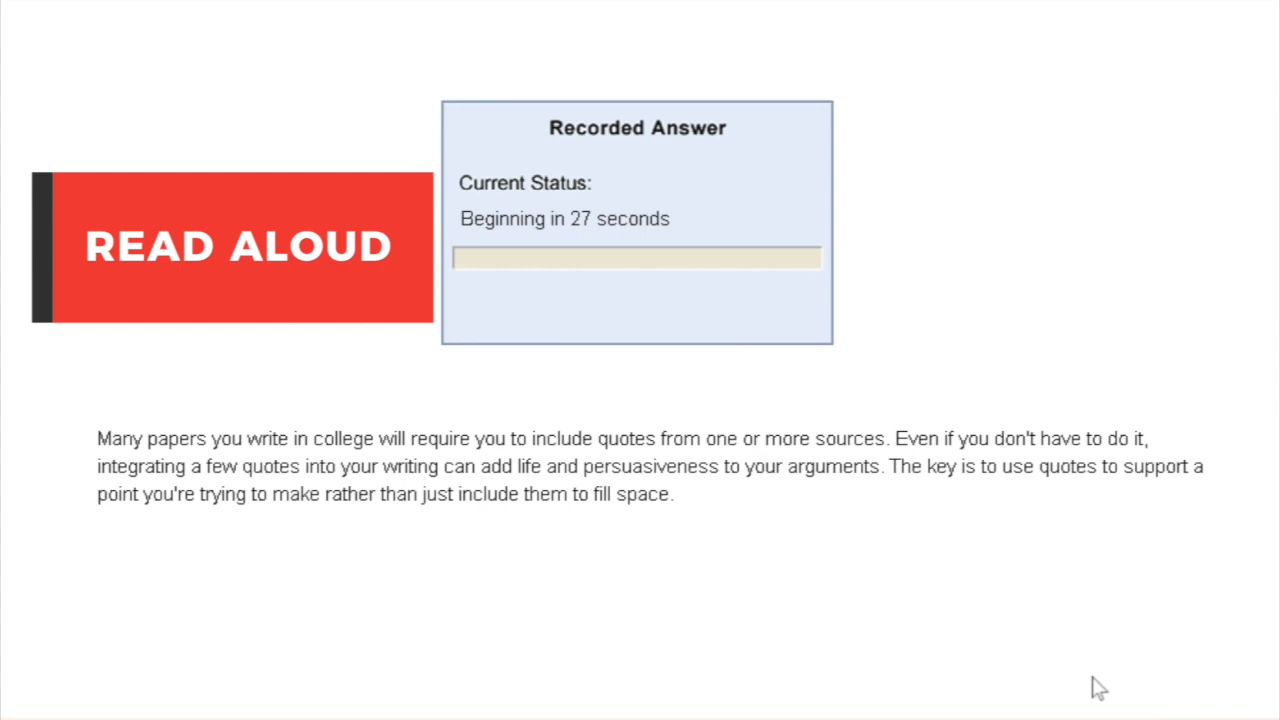 Recorded Answer
Current Status:
Beginning in 27 seconds
READ ALOUD
Many papers you write in college will require you to include quotes from one or more sources. Even if you don't have to do it,
integrating a few quotes into your writing can add life and persuasiveness to your arguments. The key is to use quotes to support a
point you're trying to make rather than just include them to fill space.